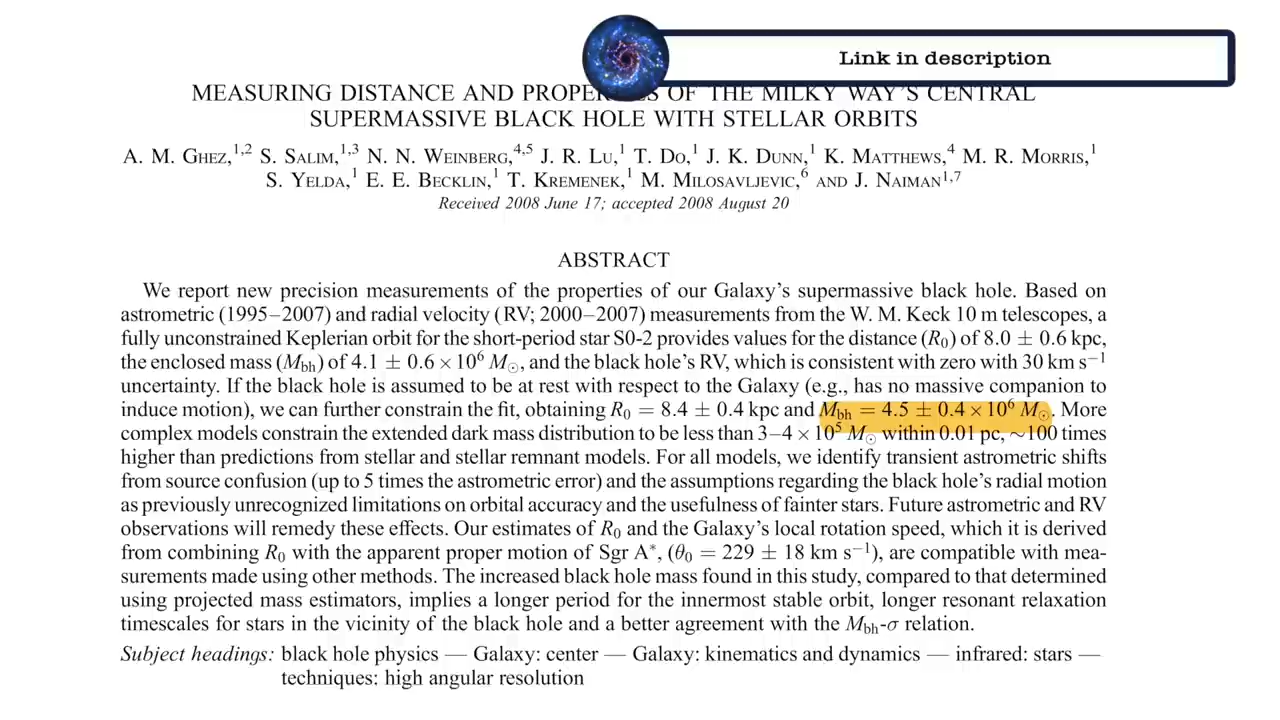 Link in description
MEASURING DISTANCE AND PROPERTIES OF THE MILKY WAY'S CENTRAL
SUPERMASSIVE BLACK HOLE WITH STELLAR ORBITS
A. M. Ghez,1,2 S. Salim,1,3 N. N. Weinberg,4,5 J. R. Lu,1 T. Do,1 J. K. Dunn,1 K. Matthews,4 M. R. Morris,1
S. Yelda,1 E. E. Becklin,1 T. Kremenek,1 M. Milosavljevic,6 and J. Naiman1,7
Received 2008 June 17; accepted 2008 August 20
ABSTRACT
We report new precision measurements of the properties of our Galaxy's supermassive black hole. Based on
astrometric (1995–2007) and radial velocity (RV; 2000–2007) measurements from the W. M. Keck 10 m telescopes, a
fully unconstrained Keplerian orbit for the short-period star S0-2 provides values for the distance (R0) of 8.0 ± 0.6 kpc,
the enclosed mass (Mbh) of 4.1 ± 0.6 × 10⁶ M☉, and the black hole's RV, which is consistent with zero with 30 km s⁻¹
uncertainty. If the black hole is assumed to be at rest with respect to the Galaxy (e.g., has no massive companion to
induce motion), we can further constrain the fit, obtaining R0 = 8.4 ± 0.4 kpc and Mbh = 4.5 ± 0.4 × 10⁶ M☉. More
complex models constrain the extended dark mass distribution to be less than 3–4 × 10⁵ M☉ within 0.01 pc, ~100 times
higher than predictions from stellar and stellar remnant models. For all models, we identify transient astrometric shifts
from source confusion (up to 5 times the astrometric error) and the assumptions regarding the black hole's radial motion
as previously unrecognized limitations on orbital accuracy and the usefulness of fainter stars. Future astrometric and RV
observations will remedy these effects. Our estimates of R0 and the Galaxy's local rotation speed, which it is derived
from combining R0 with the apparent proper motion of Sgr A*, (θ0 = 229 ± 18 km s⁻¹), are compatible with mea-
surements made using other methods. The increased black hole mass found in this study, compared to that determined
using projected mass estimators, implies a longer period for the innermost stable orbit, longer resonant relaxation
timescales for stars in the vicinity of the black hole and a better agreement with the Mbh-σ relation.
Subject headings: black hole physics — Galaxy: center — Galaxy: kinematics and dynamics — infrared: stars —
techniques: high angular resolution